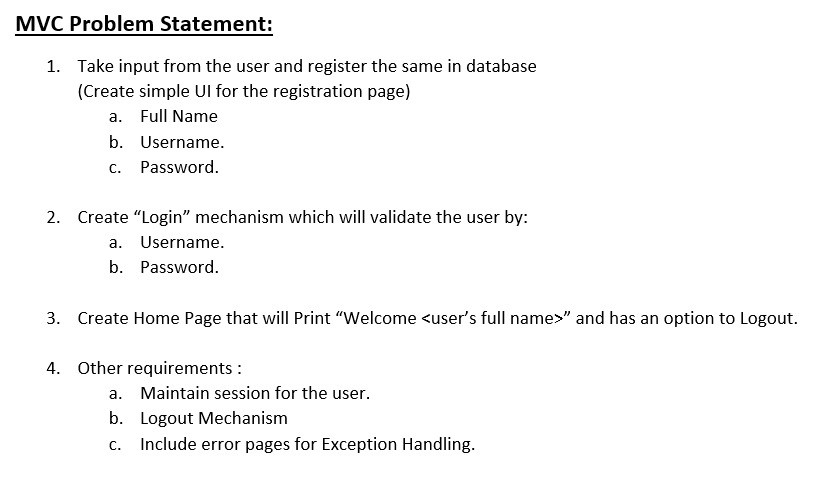 MVC Problem Statement:
1. Take input from the user and register the same in database
(Create simple UI for the registration page)
a. Full Name
b. Username.
c. Password.
2. Create “Login” mechanism which will validate the user by:
a. Username.
b. Password.
3. Create Home Page that will Print “Welcome <user’s full name>” and has an option to Logout.
4. Other requirements :
a. Maintain session for the user.
b. Logout Mechanism
c. Include error pages for Exception Handling.